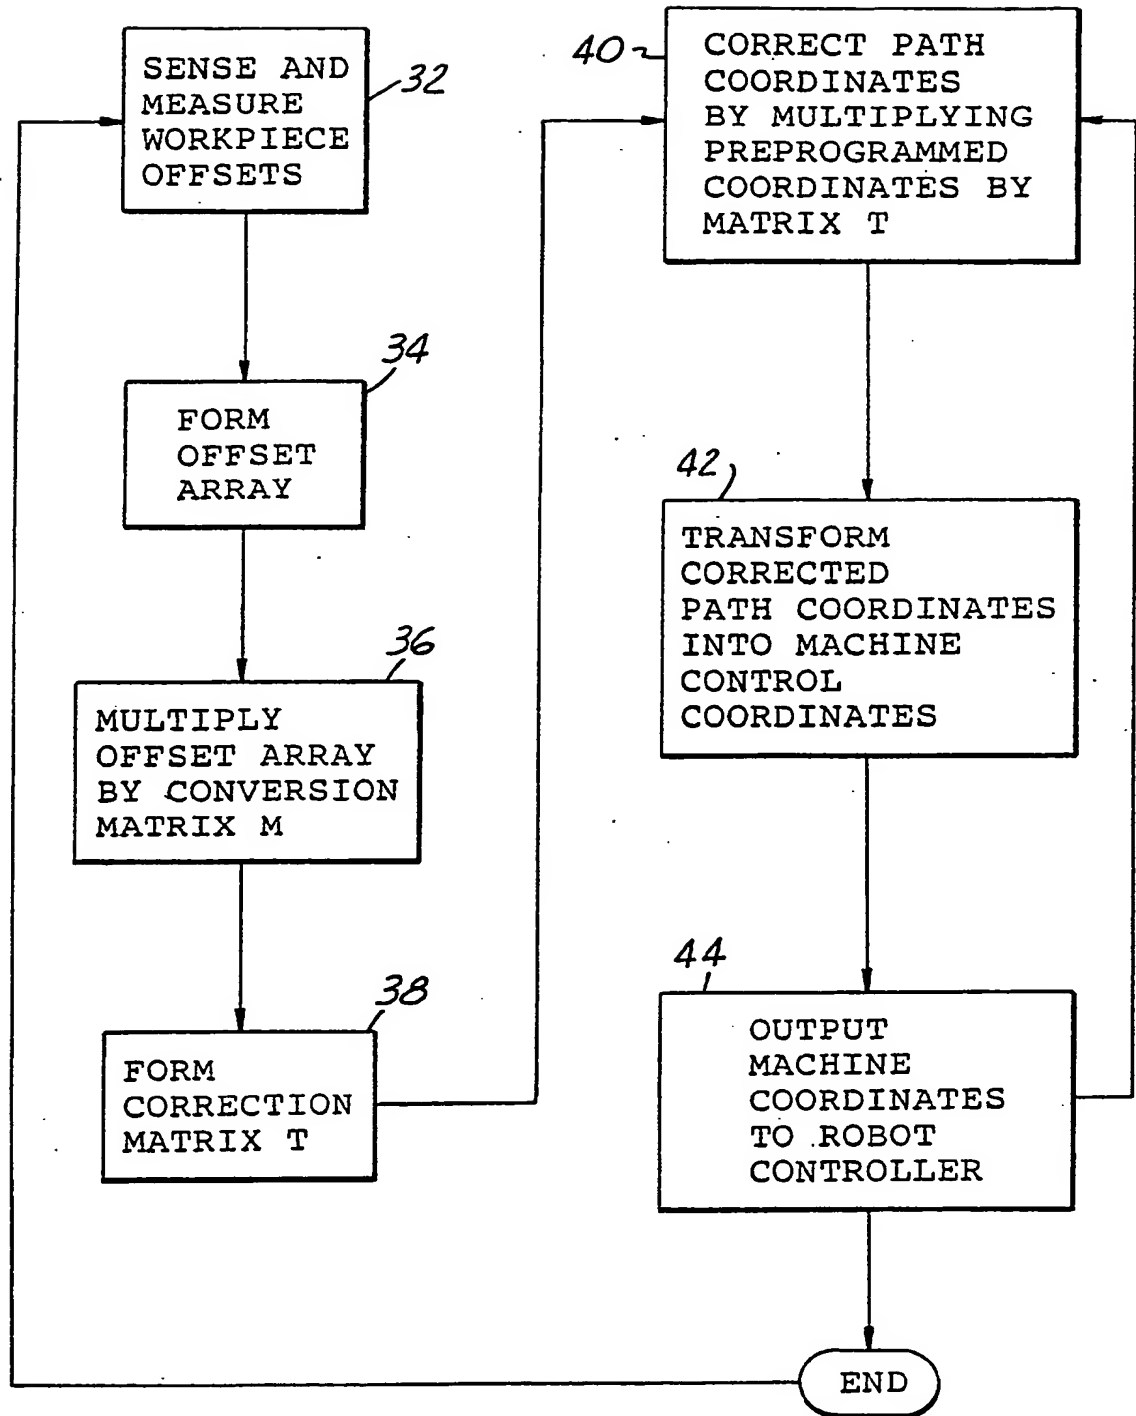 SENSE AND
MEASURE
WORKPIECE
OFFSETS
32
34
FORM
OFFSET
ARRAY
36
MULTIPLY
OFFSET ARRAY
BY CONVERSION
MATRIX M
38
FORM
CORRECTION
MATRIX T
40
CORRECT PATH
COORDINATES
BY MULTIPLYING
PREPROGRAMMED
COORDINATES BY
MATRIX T
42
TRANSFORM
CORRECTED
PATH COORDINATES
INTO MACHINE
CONTROL
COORDINATES
44
OUTPUT
MACHINE
COORDINATES
TO ROBOT
CONTROLLER
END